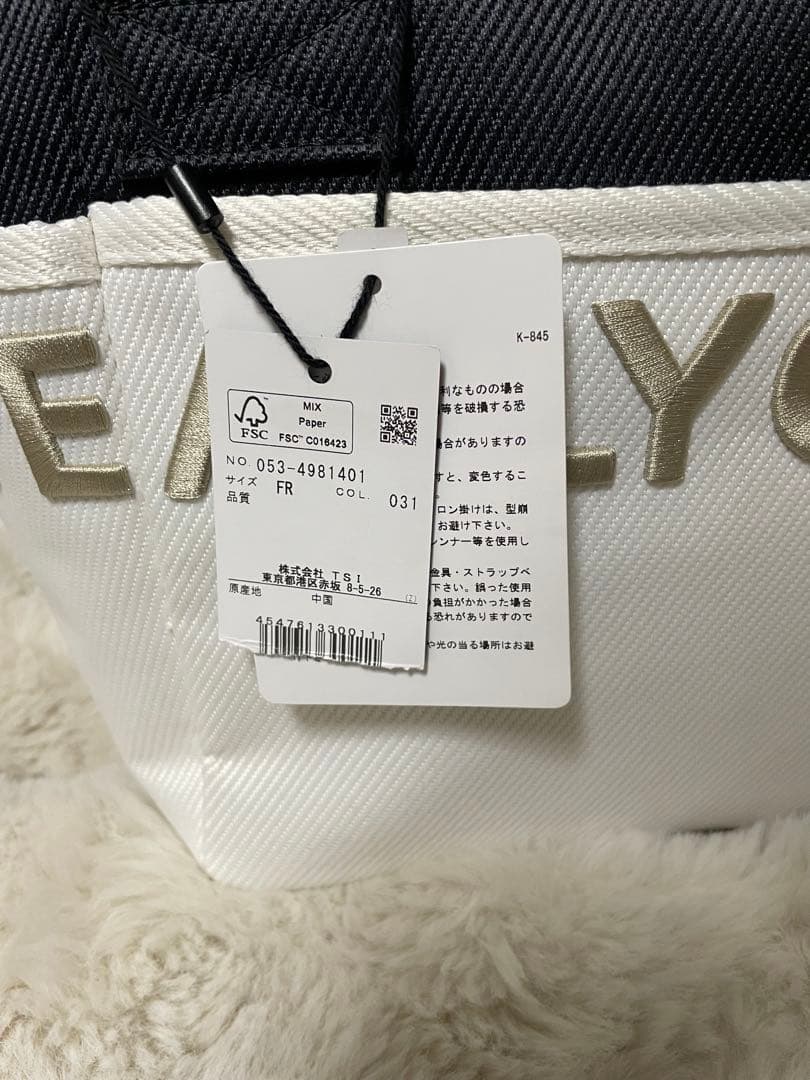 EA LY
K-845
利なものの場合
等を破損する恐
場合がありますの
すと、変色するこ
ロン掛けは、型崩
お避け下さい。
ンナー等を使用し
金具・ストラップベ
下さい。誤った使用
負担がかかった場合
る恐れがありますので
や光の当る場所はお避
MIX
Paper
FSC™ C016423
FSC
NO. 053-4981401
サイズ FR COL. 031
品質
株式会社 TSI
東京都港区赤坂 8-5-26
原産地 中国 (Z)
4547613300111